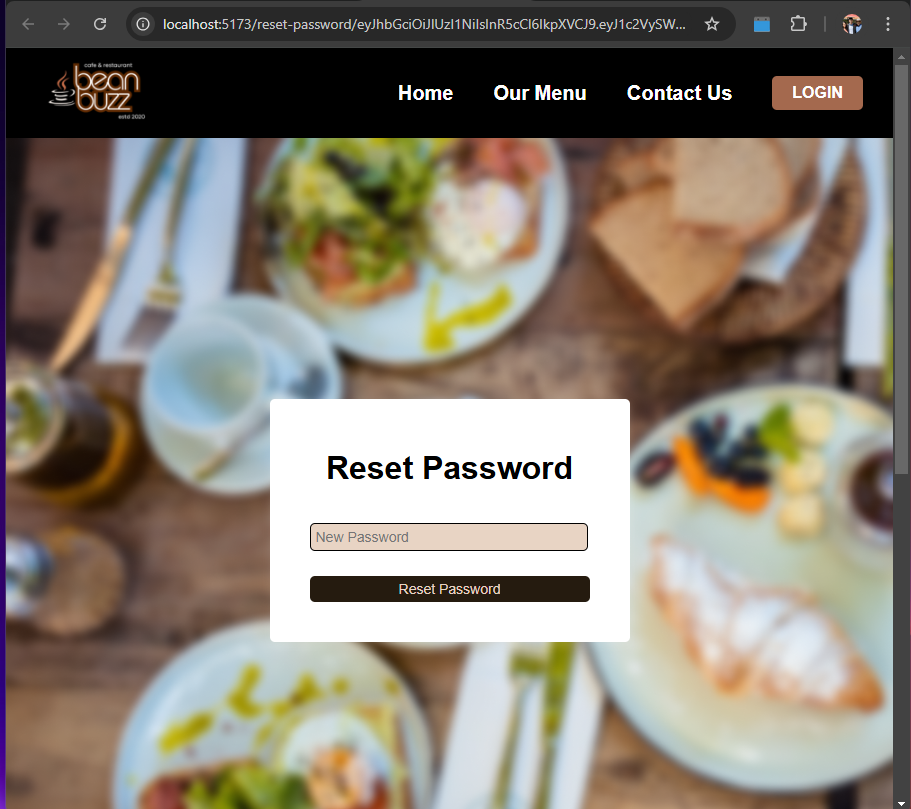 localhost:5173/reset-password/eyJhbGciOiJIUzI1NiIsInR5cCI6IkpXVCJ9.eyJ1c2VySW...
cafe & restaurant
bean
buzz
estd 2020
Home
Our Menu
Contact Us
LOGIN
Reset Password
New Password
Reset Password